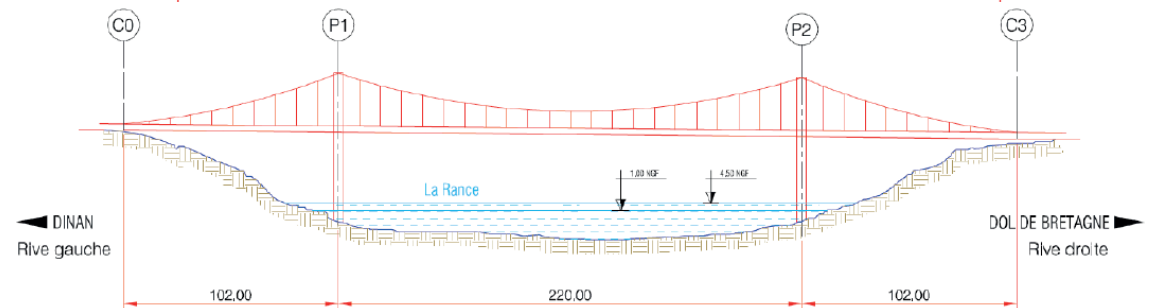 C0 P1 P2 C3
La Rance
1,00 NGF 4,50 NGF
DINAN
Rive gauche
DOL DE BRETAGNE
Rive droite
102,00 220,00 102,00